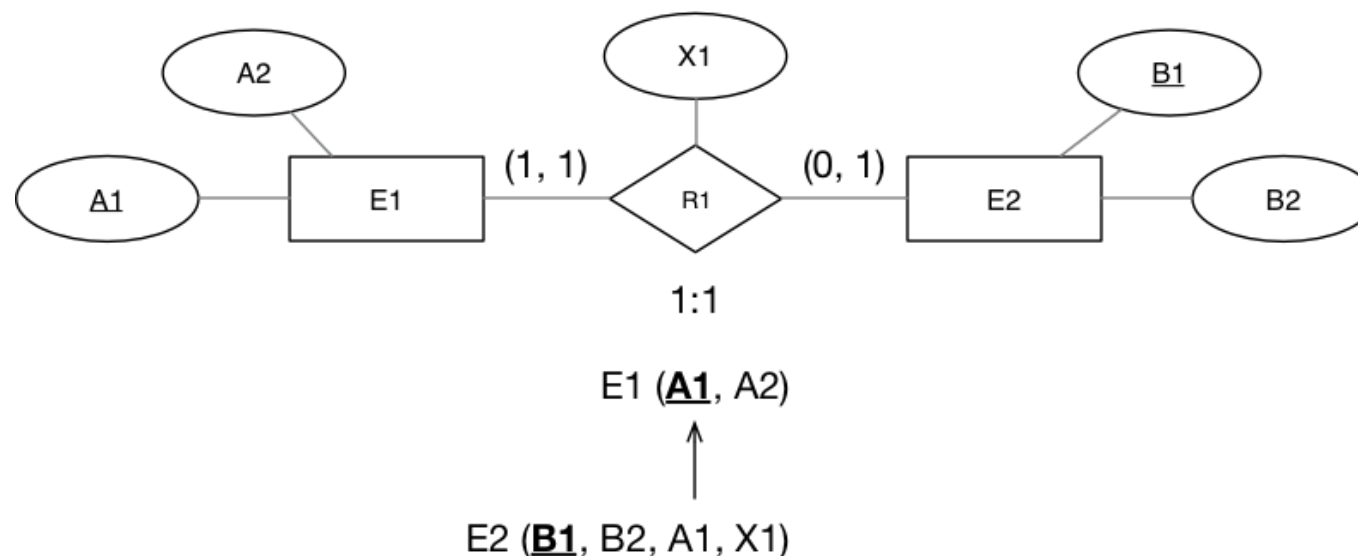 X1
A2
B1
(1, 1)
(0, 1)
A1
E1
R1
E2
B2
1:1
E1 (A1, A2)
E2 (B1, B2, A1, X1)